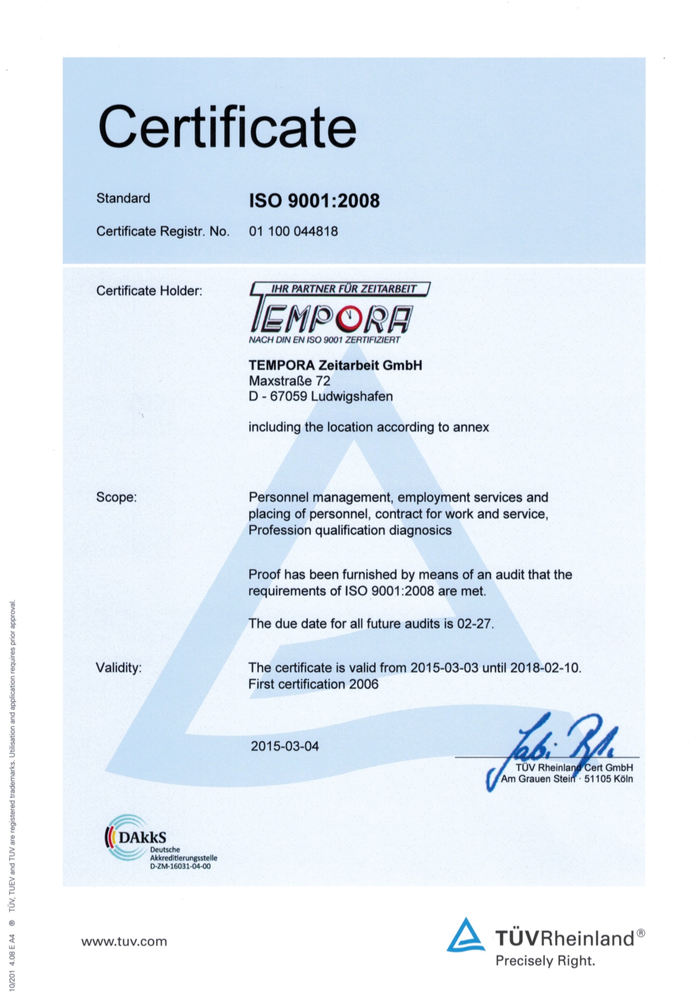 Certificate
Standard ISO 9001:2008
Certificate Registr. No. 01 100 044818
Certificate Holder:
IHR PARTNER FÜR ZEITARBEIT
TEMPORA
NACH DIN EN ISO 9001 ZERTIFIZIERT
TEMPORA Zeitarbeit GmbH
Maxstraße 72
D - 67059 Ludwigshafen
including the location according to annex
Scope: Personnel management, employment services and
placing of personnel, contract for work and service,
Profession qualification diagnosics
Proof has been furnished by means of an audit that the
requirements of ISO 9001:2008 are met.
The due date for all future audits is 02-27.
Validity: The certificate is valid from 2015-03-03 until 2018-02-10.
First certification 2006
2015-03-04
TÜV Rheinland Cert GmbH
Am Grauen Stein · 51105 Köln
DAkkS
Deutsche
Akkreditierungsstelle
D-ZM-16031-04-00
www.tuv.com
TÜVRheinland®
Precisely Right.
10/201 4.08 E A4 ® TÜV, TUEV and TUV are registered trademarks. Utilisation and application requires prior approval.